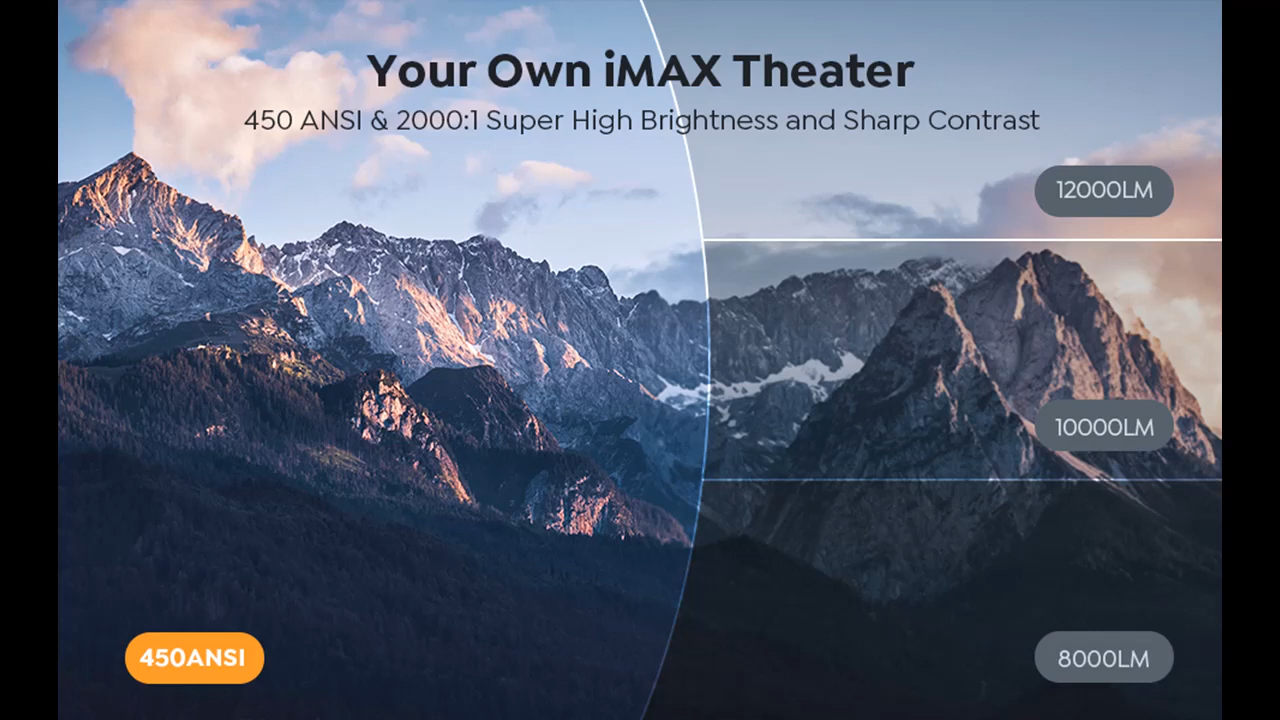 Your Own iMAX Theater
450 ANSI & 2000:1 Super High Brightness and Sharp Contrast
12000LM
10000LM
450ANSI
8000LM